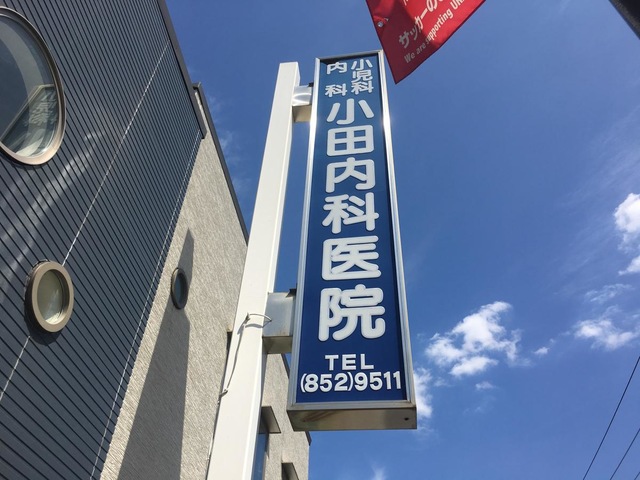 サッカーの
We are supporting UR
小児科
内科
小田内科医院
TEL
(852)9511